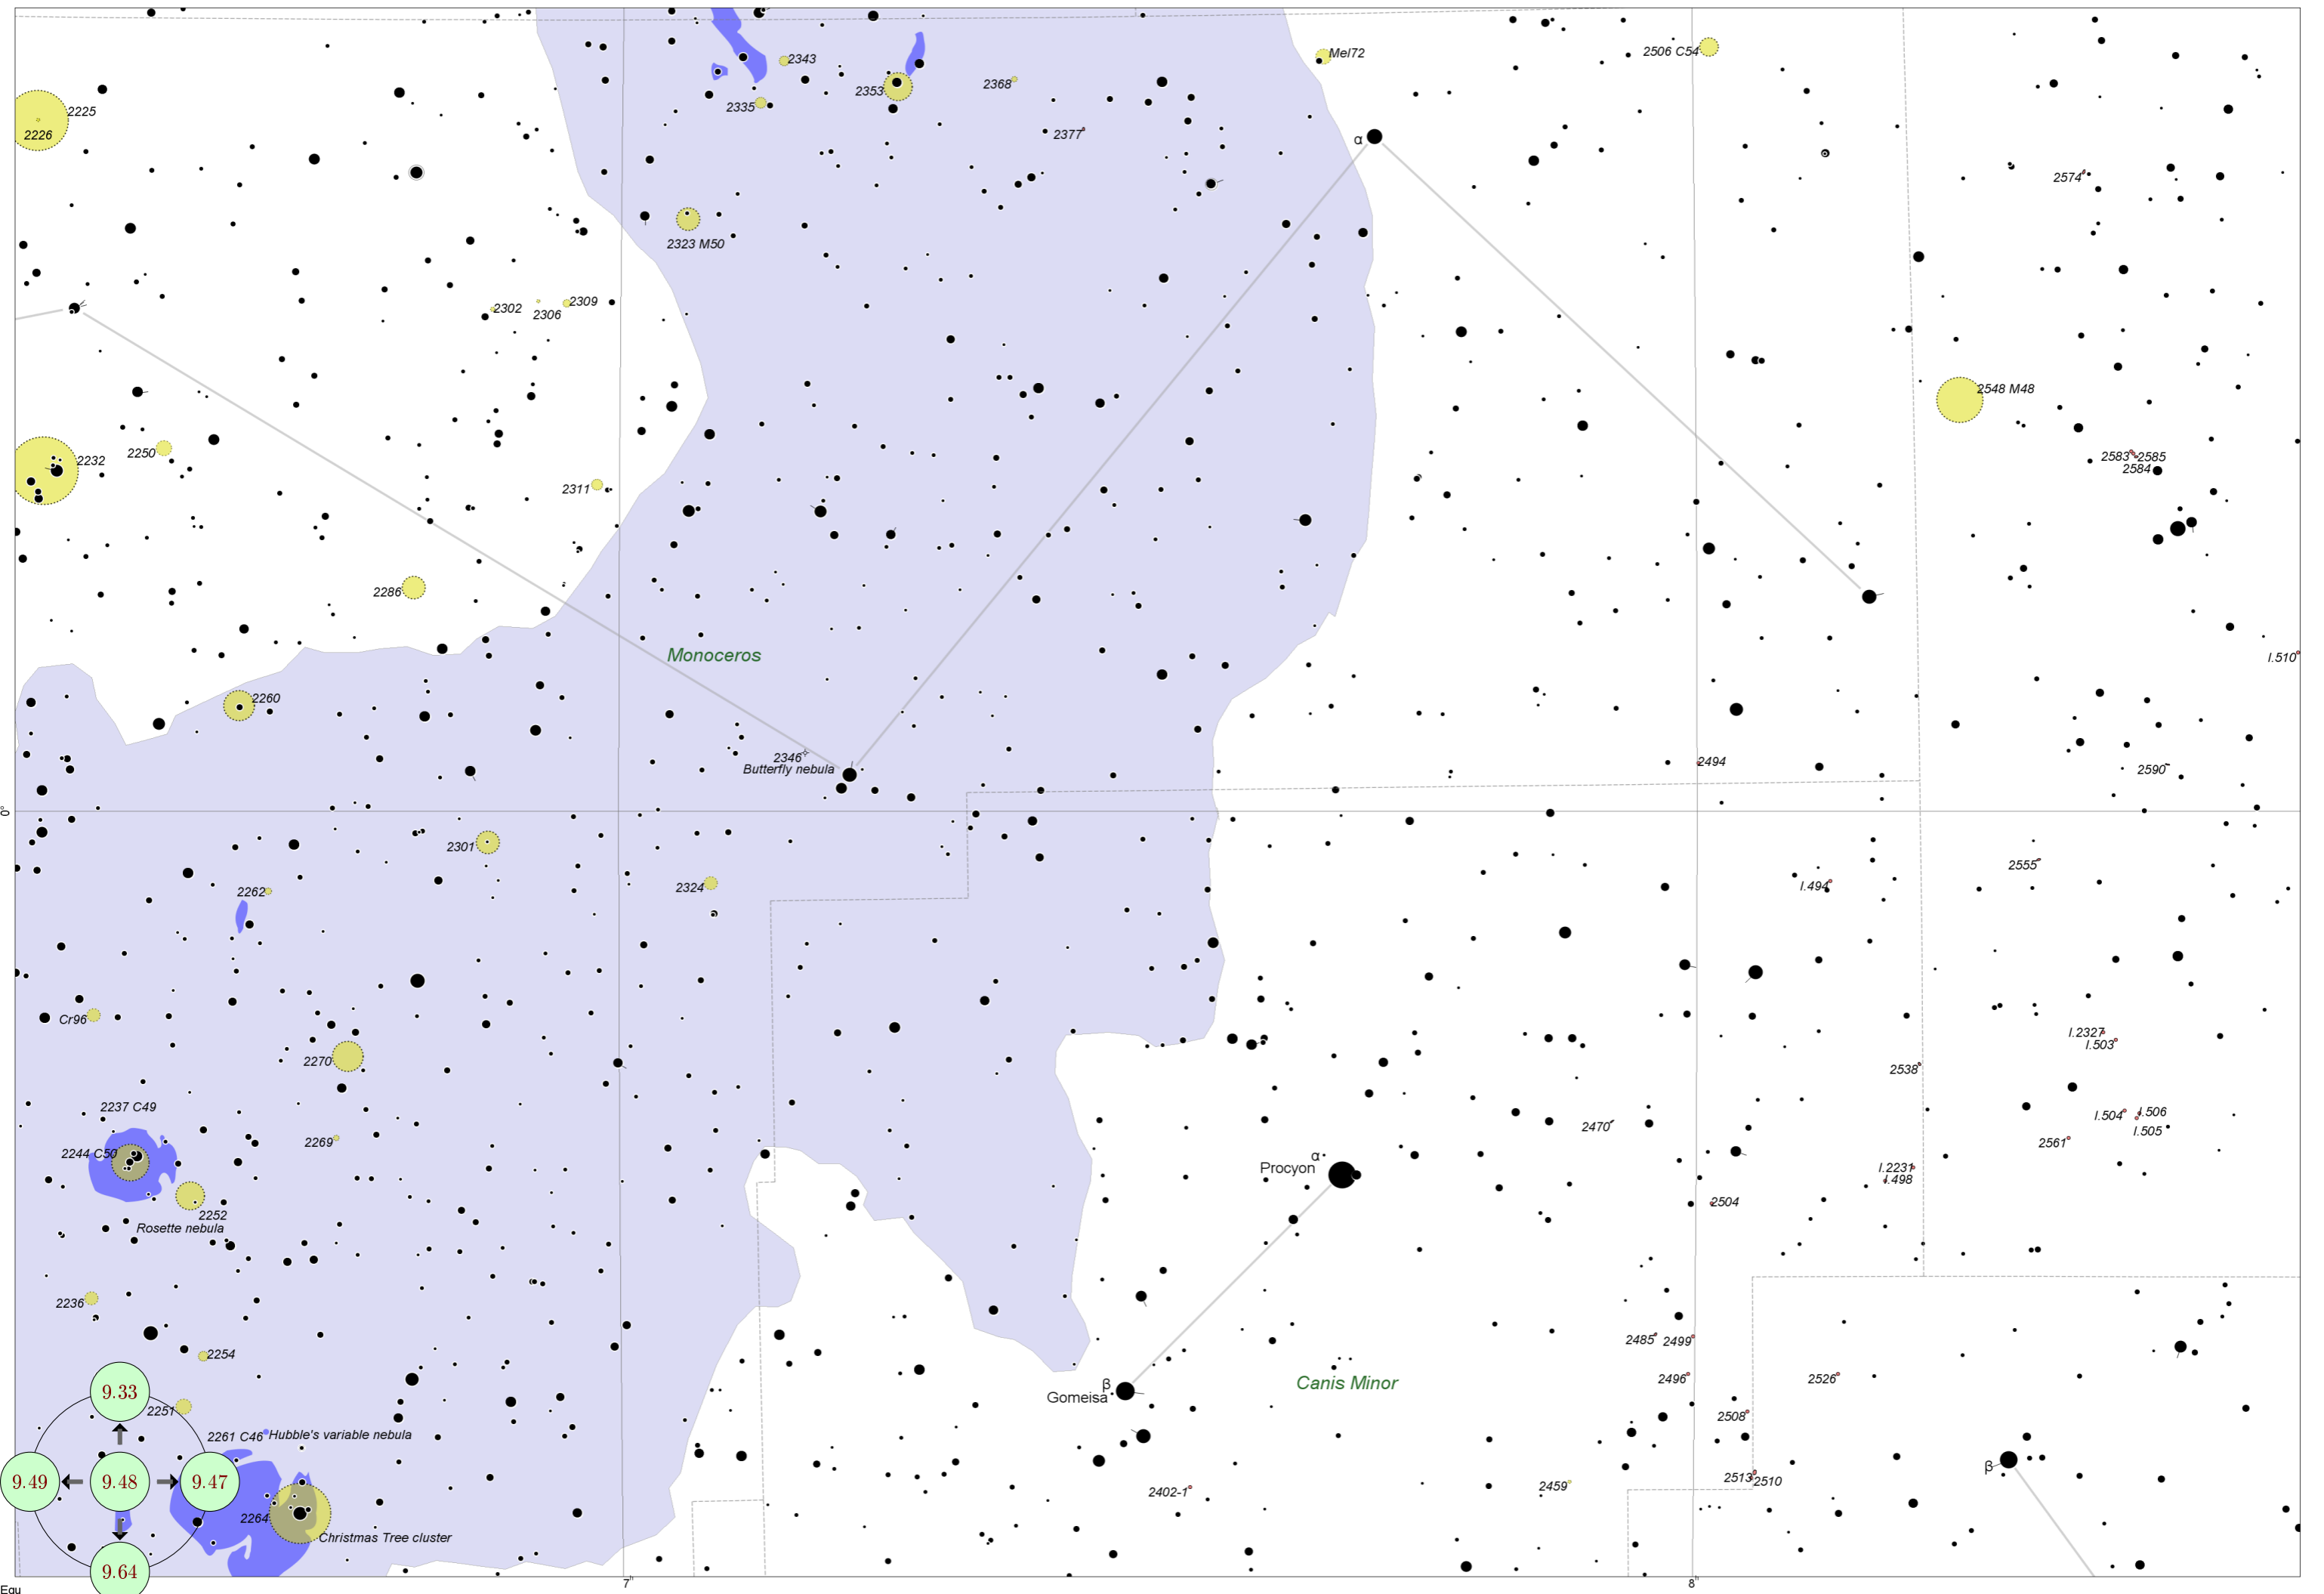 2343
Mel72
2506 C54
2353
2368
2225
2335
2226
2377
α
2574
2323 M50
2302
2309
2306
2548 M48
2250
2232
2583
2585
2584
2311
2286
Monoceros
I.510
2260
2346
Butterfly nebula
2494
2590
0°
2301
2555
2262
2324
I.494
Cr96
I.2327
I.503
2270
2538
2237 C49
I.504
I.506
2470
I.505
2269
2561
2244 C50
α
Procyon
I.2231
I.498
2504
2252
Rosette nebula
2236
2485
2499
2254
Canis Minor
2496
2526
9.33
β
Gomeisa
2251
2508
2261 C46
Hubble's variable nebula
β
9.49
9.48
9.47
2513
2510
2459
2402-1
2264
Christmas Tree cluster
9.64
7h
8h
Equ